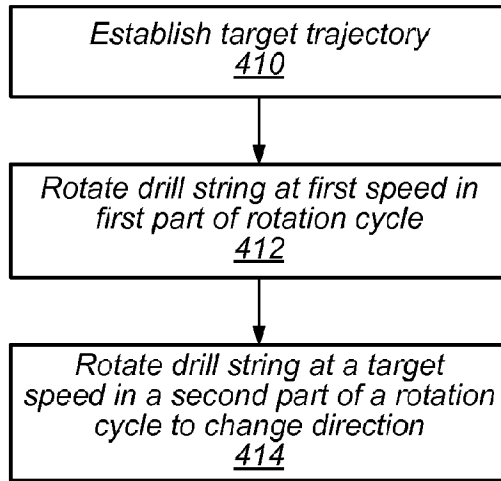 Establish target trajectory
410
Rotate drill string at first speed in
first part of rotation cycle
412
Rotate drill string at a target
speed in a second part of a rotation
cycle to change direction
414